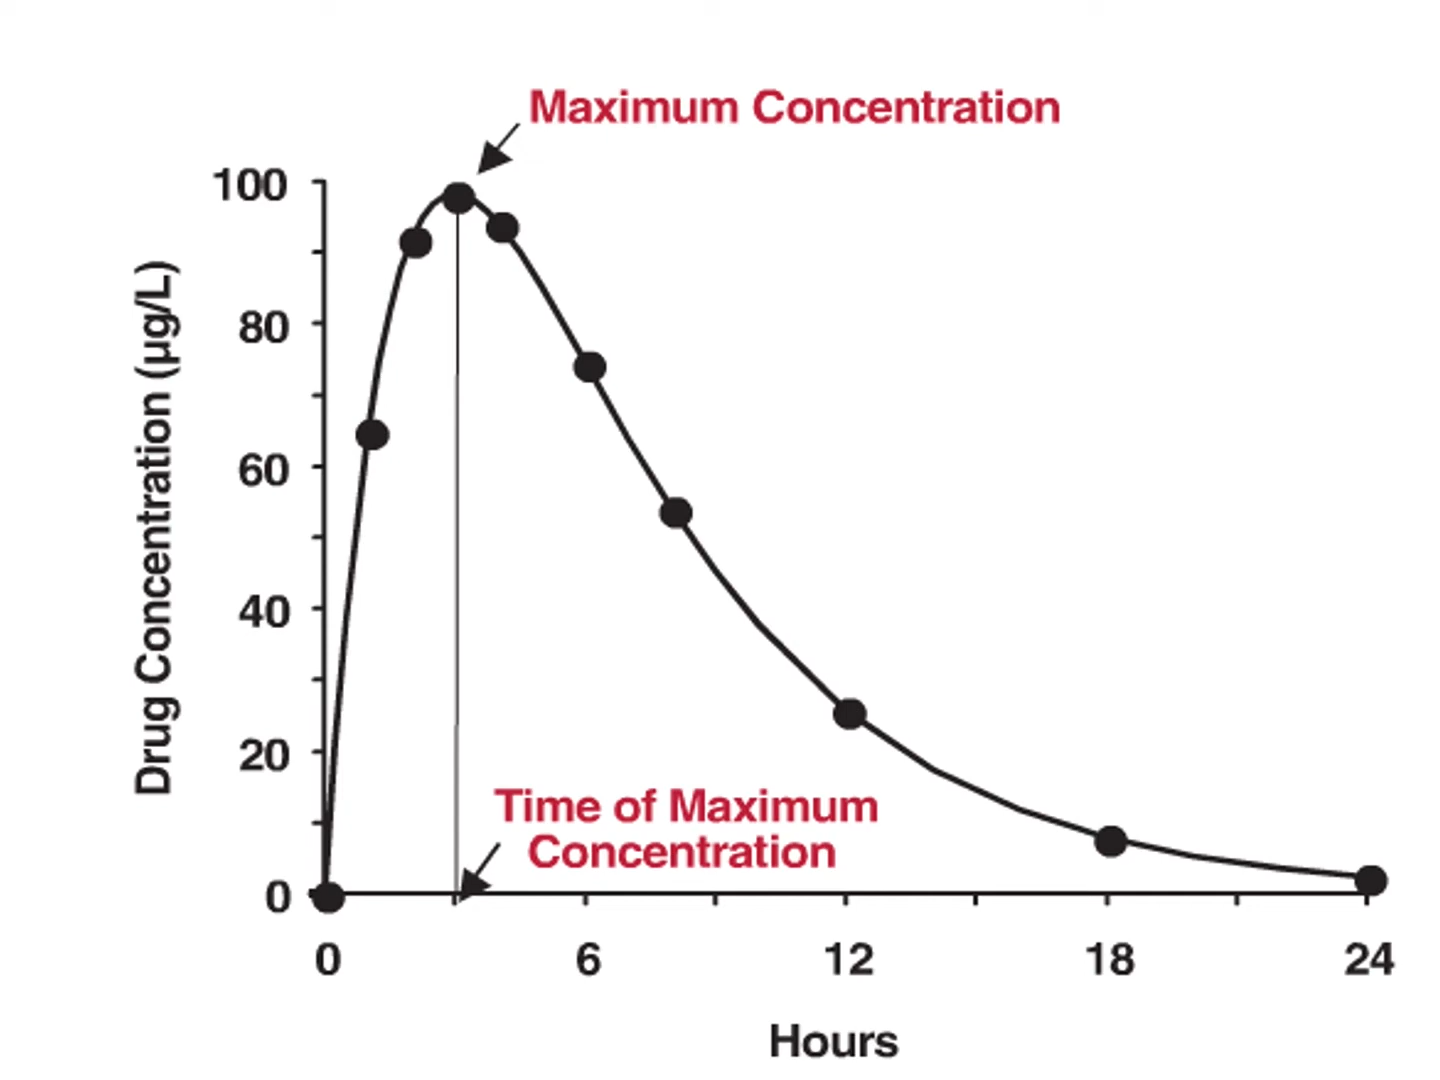 Maximum Concentration
100
80
60
40
20
0
Drug Concentration (µg/L)
Time of Maximum
Concentration
0 6 12 18 24
Hours